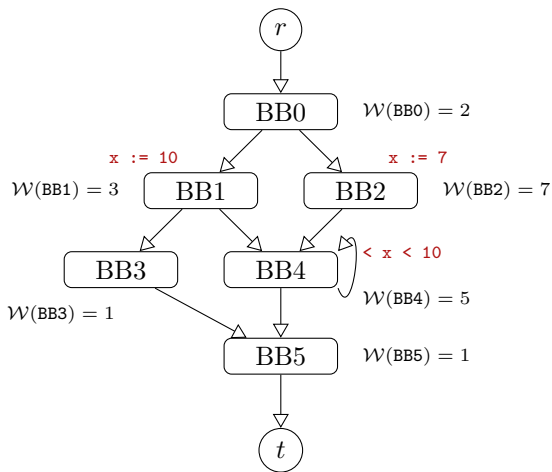 r
BB0
W(BB0) = 2
x := 10
x := 7
W(BB1) = 3
BB1
BB2
W(BB2) = 7
< x < 10
BB3
BB4
W(BB4) = 5
W(BB3) = 1
BB5
W(BB5) = 1
t